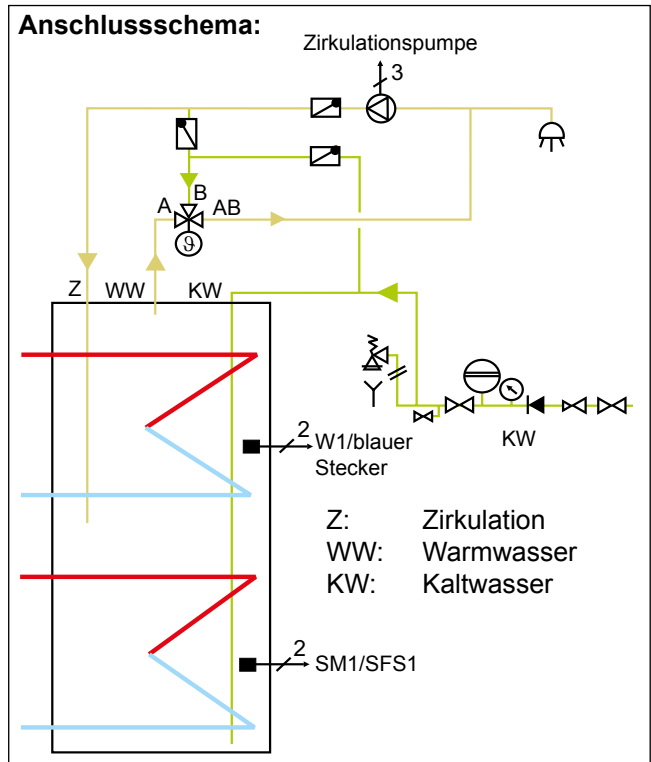 Anschlussschema:
Zirkulationspumpe
3
B
A
AB
ϑ
Z
WW
KW
KW
2
W1/blauer
Stecker
Z: Zirkulation
WW: Warmwasser
KW: Kaltwasser
2
SM1/SFS1